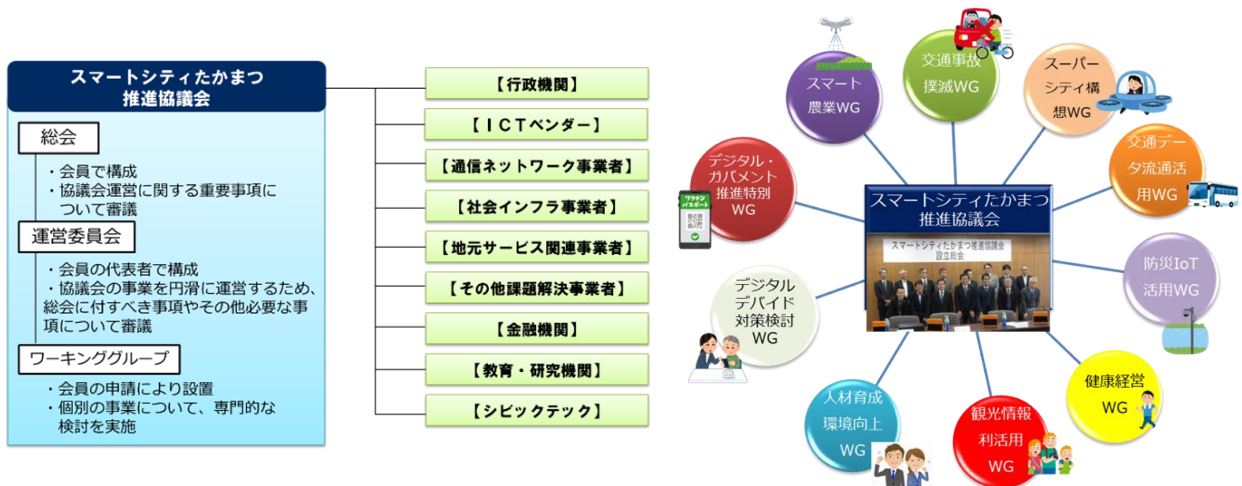 スマートシティたかまつ
推進協議会
総会
・会員で構成
・協議会運営に関する重要事項に
ついて審議
運営委員会
・会員の代表者で構成
・協議会の事業を円滑に運営するため、
総会に付すべき事項やその他必要な事
項について審議
ワーキンググループ
・会員の申請により設置
・個別の事業について、専門的な
検討を実施
【行政機関】
【ICTベンダー】
【通信ネットワーク事業者】
【社会インフラ事業者】
【地元サービス関連事業者】
【その他課題解決事業者】
【金融機関】
【教育・研究機関】
【シビックテック】
スマートシティたかまつ
推進協議会
スマートシティたかまつ推進協議会
設立総会
スマート
農業WG
交通事故
撲滅WG
スーパー
シティ構
想WG
交通デー
タ流通活
用WG
防災IoT
活用WG
健康経営
WG
観光情報
利活用
WG
人材育成
環境向上
WG
デジタル
デバイド
対策検討
WG
デジタル・
ガバメント
推進特別
WG
ワクチン
パスポート